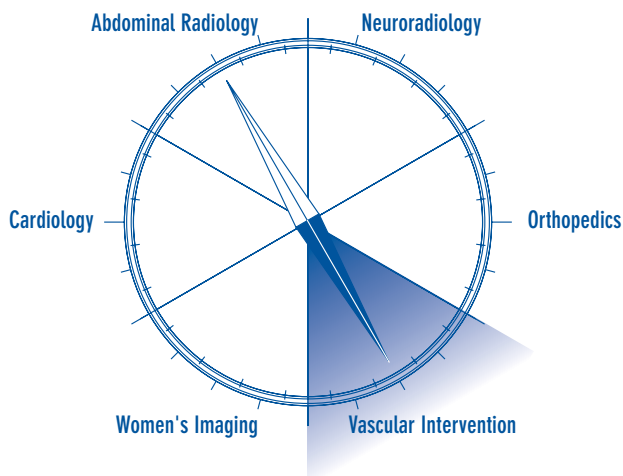 Abdominal Radiology
Neuroradiology
Cardiology
Orthopedics
Women's Imaging
Vascular Intervention